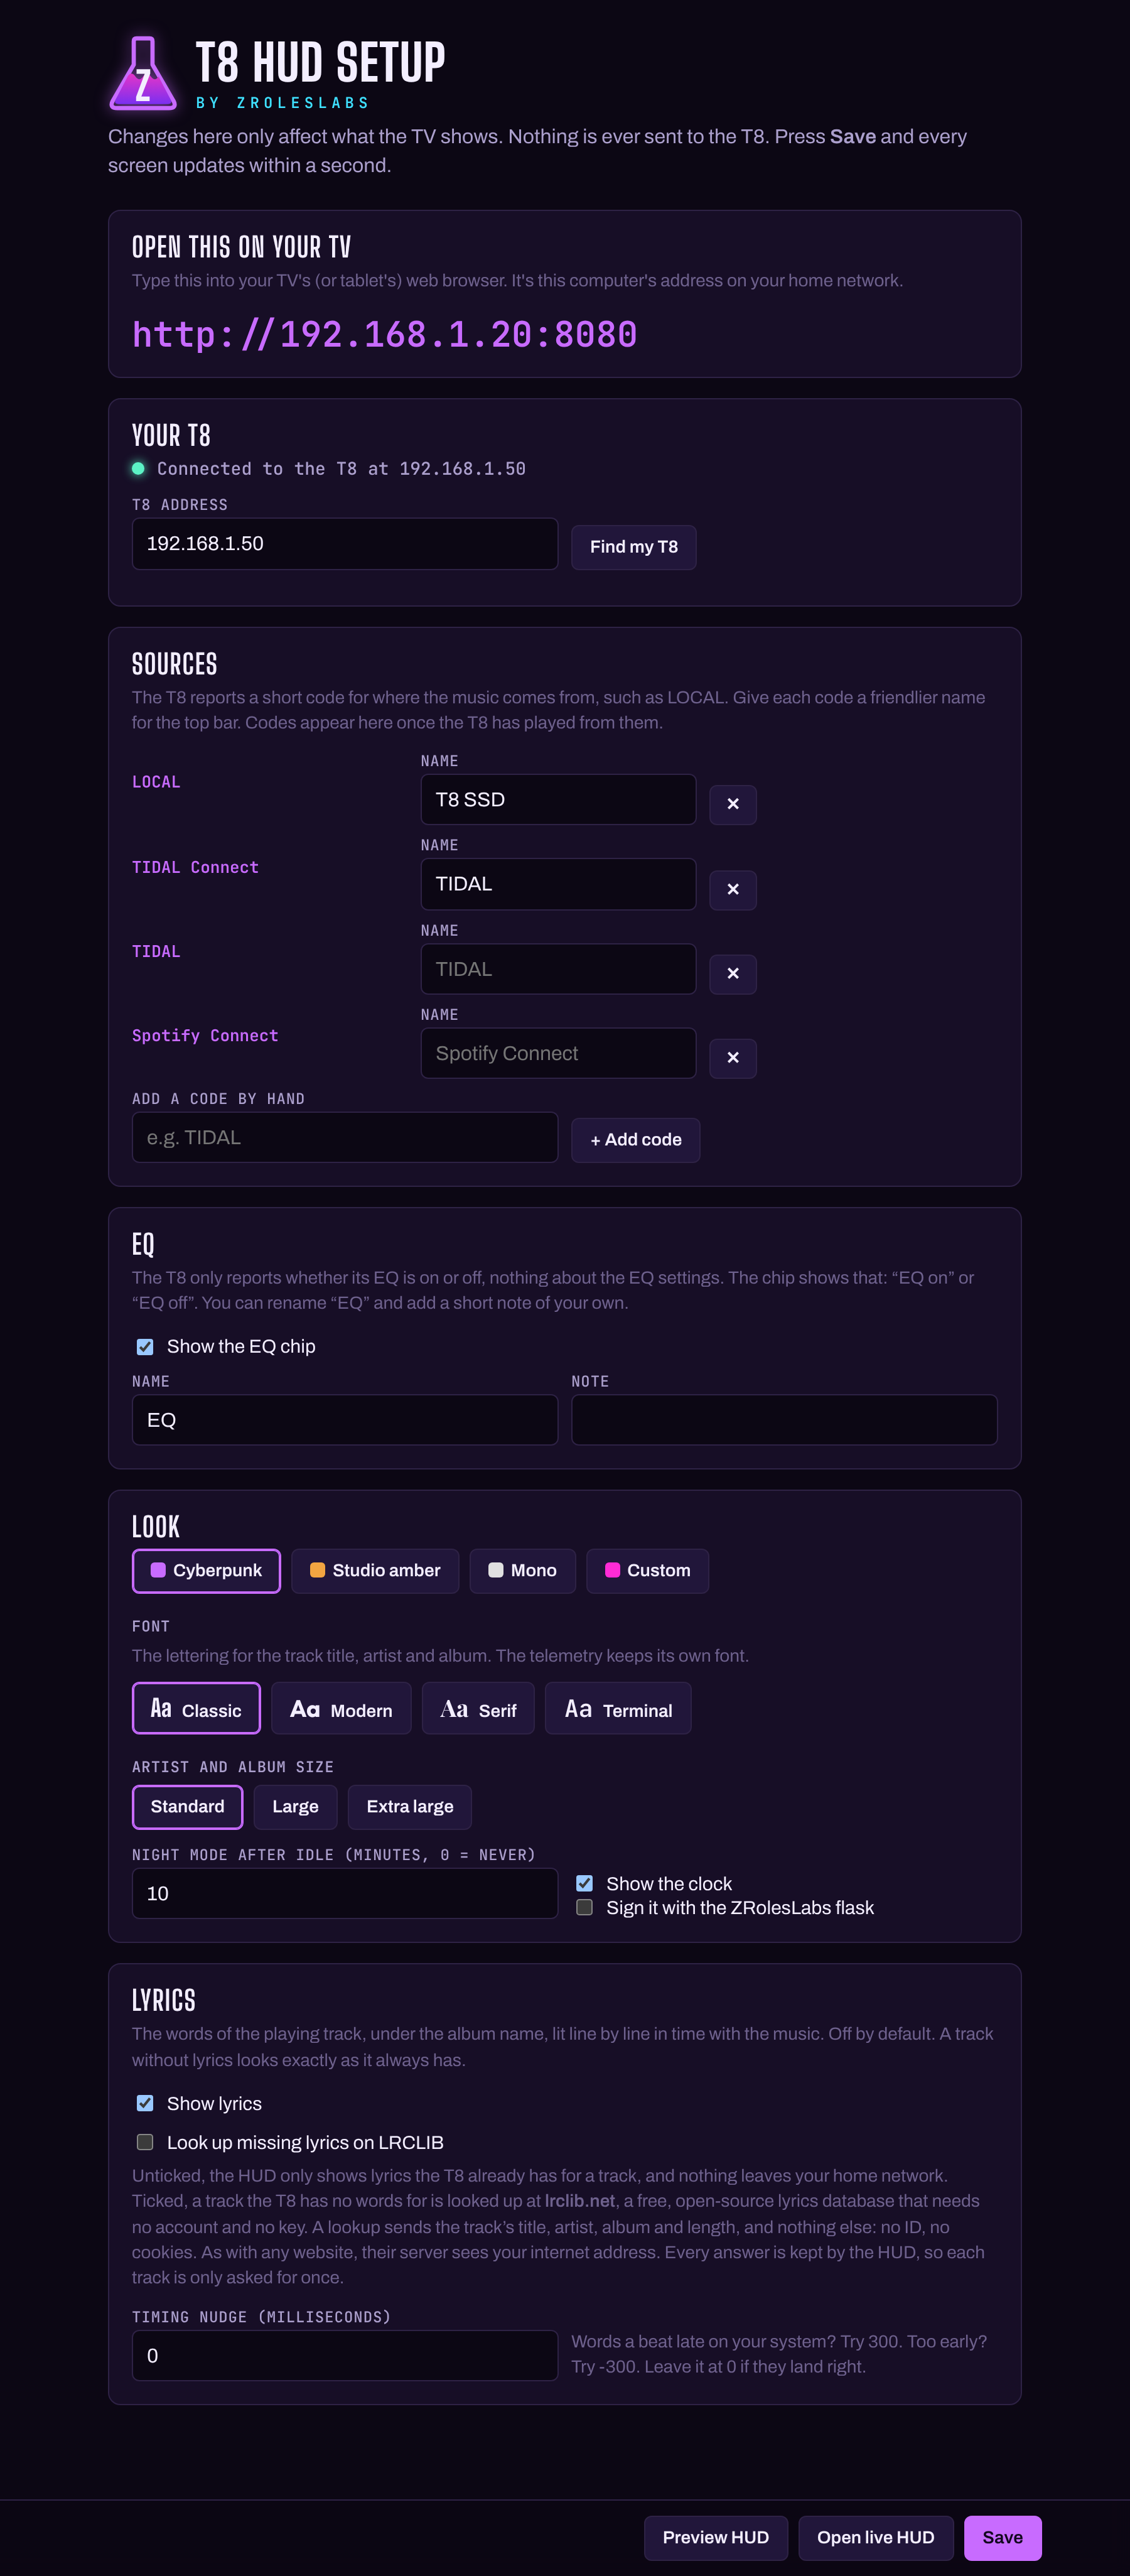 Z
T8 HUD SETUP
BY ZROLESLABS
Changes here only affect what the TV shows. Nothing is ever sent to the T8. Press Save and every
screen updates within a second.
OPEN THIS ON YOUR TV
Type this into your TV's (or tablet's) web browser. It's this computer's address on your home network.
http://192.168.1.20:8080
YOUR T8
Connected to the T8 at 192.168.1.50
T8 ADDRESS
192.168.1.50
Find my T8
SOURCES
The T8 reports a short code for where the music comes from, such as LOCAL. Give each code a friendlier name
for the top bar. Codes appear here once the T8 has played from them.
NAME
LOCAL
T8 SSD
×
NAME
TIDAL Connect
TIDAL
×
NAME
TIDAL
TIDAL
×
NAME
Spotify Connect
Spotify Connect
×
ADD A CODE BY HAND
e.g. TIDAL
+ Add code
EQ
The T8 only reports whether its EQ is on or off, nothing about the EQ settings. The chip shows that: “EQ on” or
“EQ off”. You can rename “EQ” and add a short note of your own.
Show the EQ chip
NAME NOTE
EQ
LOOK
Cyberpunk Studio amber Mono Custom
FONT
The lettering for the track title, artist and album. The telemetry keeps its own font.
Aa Classic Aa Modern Aa Serif Aa Terminal
ARTIST AND ALBUM SIZE
Standard Large Extra large
NIGHT MODE AFTER IDLE (MINUTES, 0 = NEVER)
10
Show the clock
Sign it with the ZRolesLabs flask
LYRICS
The words of the playing track, under the album name, lit line by line in time with the music. Off by default. A track
without lyrics looks exactly as it always has.
Show lyrics
Look up missing lyrics on LRCLIB
Unticked, the HUD only shows lyrics the T8 already has for a track, and nothing leaves your home network.
Ticked, a track the T8 has no words for is looked up at lrclib.net, a free, open-source lyrics database that needs
no account and no key. A lookup sends the track’s title, artist, album and length, and nothing else: no ID, no
cookies. As with any website, their server sees your internet address. Every answer is kept by the HUD, so each
track is only asked for once.
TIMING NUDGE (MILLISECONDS)
0
Words a beat late on your system? Try 300. Too early?
Try -300. Leave it at 0 if they land right.
Preview HUD Open live HUD Save